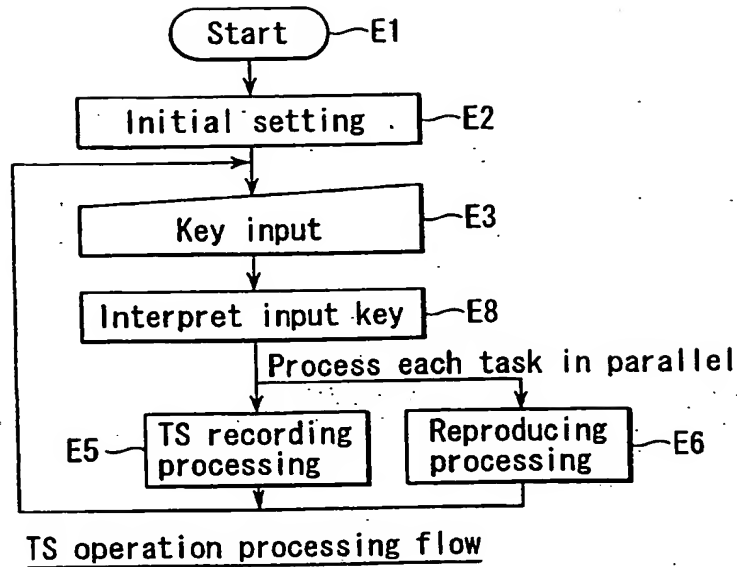 Start E1
Initial setting E2
Key input E3
Interpret input key E8
Process each task in parallel
E5 TS recording processing
Reproducing processing E6
TS operation processing flow